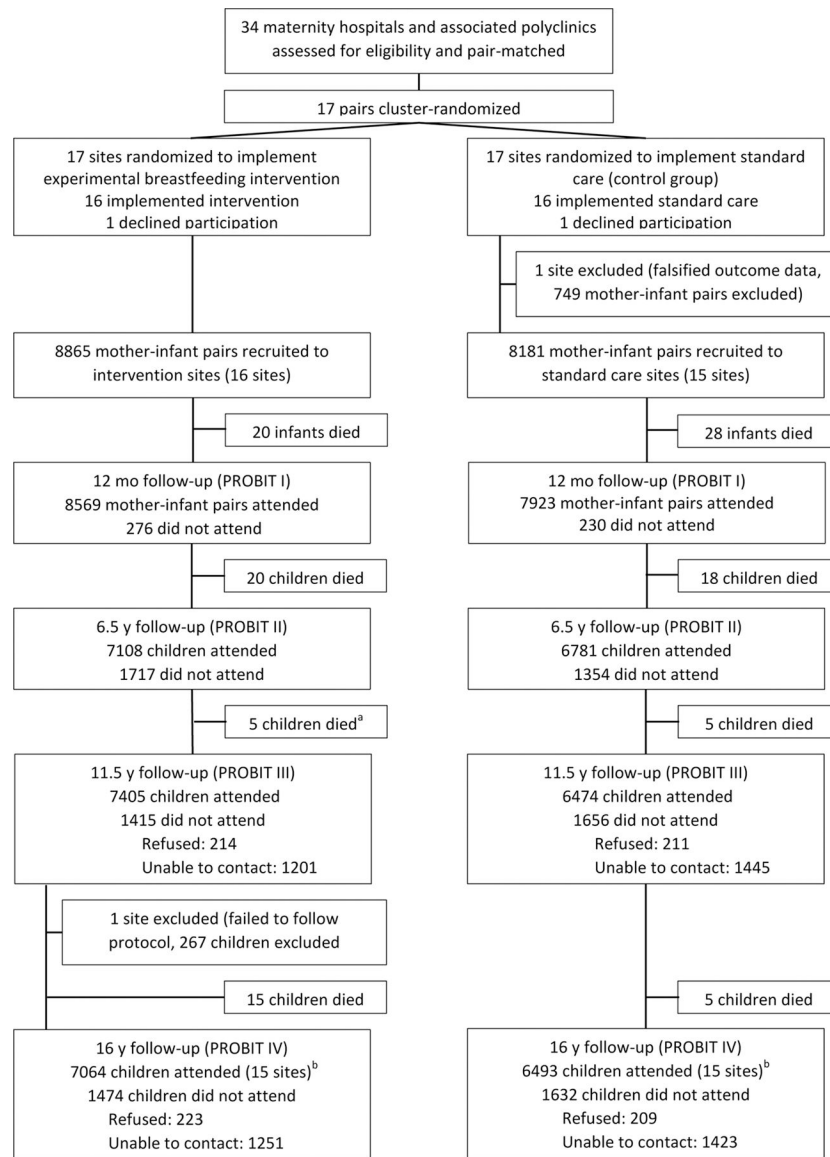 34 maternity hospitals and associated polyclinics
assessed for eligibility and pair-matched
17 pairs cluster-randomized
17 sites randomized to implement
experimental breastfeeding intervention
16 implemented intervention
1 declined participation
17 sites randomized to implement standard
care (control group)
16 implemented standard care
1 declined participation
1 site excluded (falsified outcome data,
749 mother-infant pairs excluded)
8865 mother-infant pairs recruited to
intervention sites (16 sites)
8181 mother-infant pairs recruited to
standard care sites (15 sites)
20 infants died
28 infants died
12 mo follow-up (PROBIT I)
8569 mother-infant pairs attended
276 did not attend
12 mo follow-up (PROBIT I)
7923 mother-infant pairs attended
230 did not attend
20 children died
18 children died
6.5 y follow-up (PROBIT II)
7108 children attended
1717 did not attend
6.5 y follow-up (PROBIT II)
6781 children attended
1354 did not attend
5 children diedᵃ
5 children died
11.5 y follow-up (PROBIT III)
7405 children attended
1415 did not attend
Refused: 214
Unable to contact: 1201
11.5 y follow-up (PROBIT III)
6474 children attended
1656 did not attend
Refused: 211
Unable to contact: 1445
1 site excluded (failed to follow
protocol, 267 children excluded
15 children died
5 children died
16 y follow-up (PROBIT IV)
7064 children attended (15 sites)ᵇ
1474 children did not attend
Refused: 223
Unable to contact: 1251
16 y follow-up (PROBIT IV)
6493 children attended (15 sites)ᵇ
1632 children did not attend
Refused: 209
Unable to contact: 1423